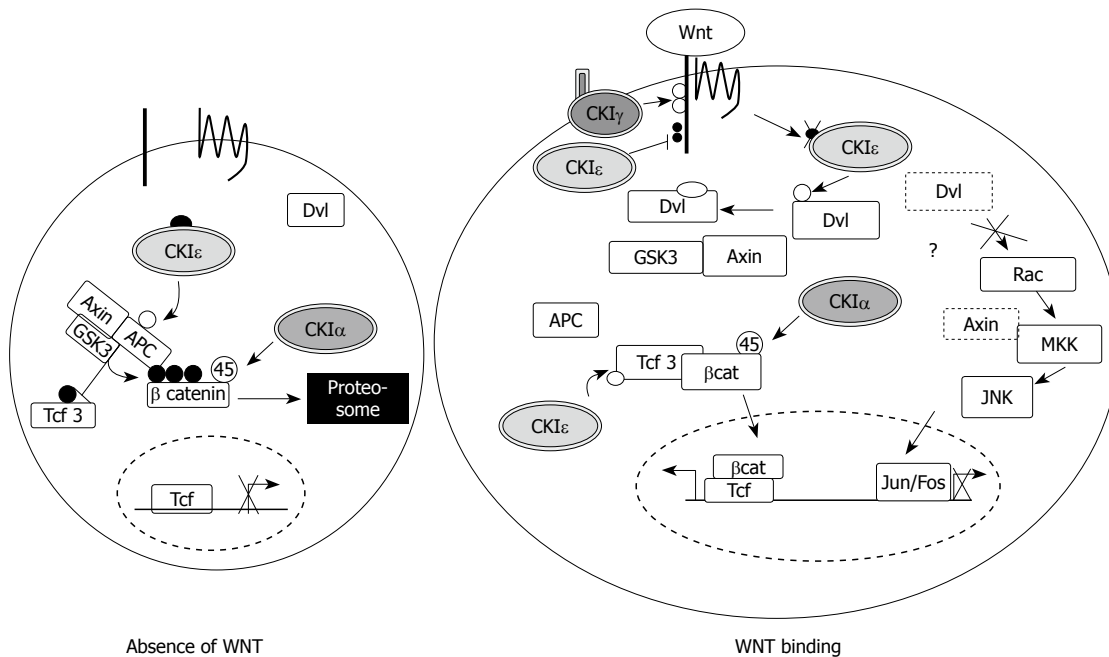 Dvl
CKIε
Axin
GSK3
APC
CKIα
45
β catenin
Proteo-
some
Tcf 3
Tcf
Absence of WNT
Wnt
CKIγ
CKIε
CKIε
Dvl
Dvl
Dvl
GSK3
Axin
?
Rac
CKIα
APC
Axin
MKK
45
Tcf 3
βcat
JNK
CKIε
βcat
Tcf
Jun/Fos
WNT binding